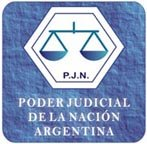 P.J.N.
PODER JUDICIAL
DE LA NACIÓN
ARGENTINA